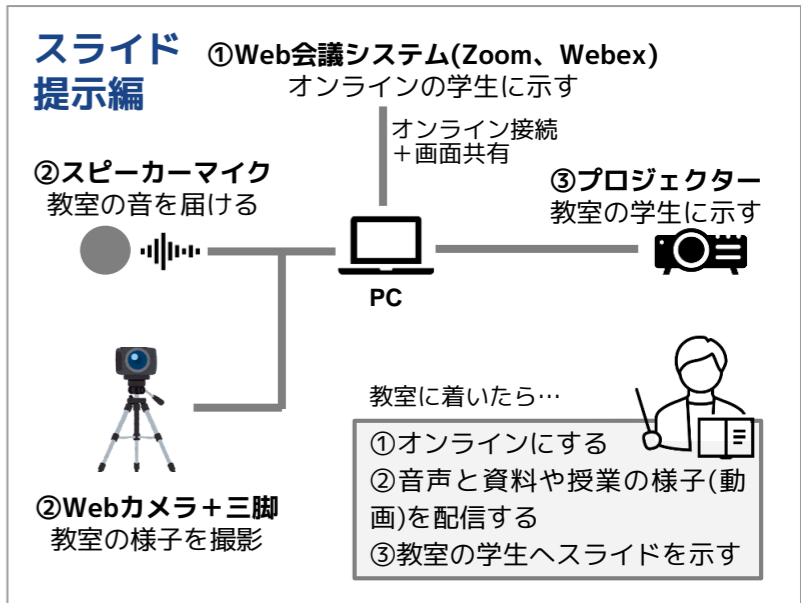 スライド
提示編
①Web会議システム(Zoom、Webex)
オンラインの学生に示す
オンライン接続
＋画面共有
②スピーカーマイク
教室の音を届ける
③プロジェクター
教室の学生に示す
PC
②Webカメラ＋三脚
教室の様子を撮影
教室に着いたら…
①オンラインにする
②音声と資料や授業の様子(動
画)を配信する
③教室の学生へスライドを示す